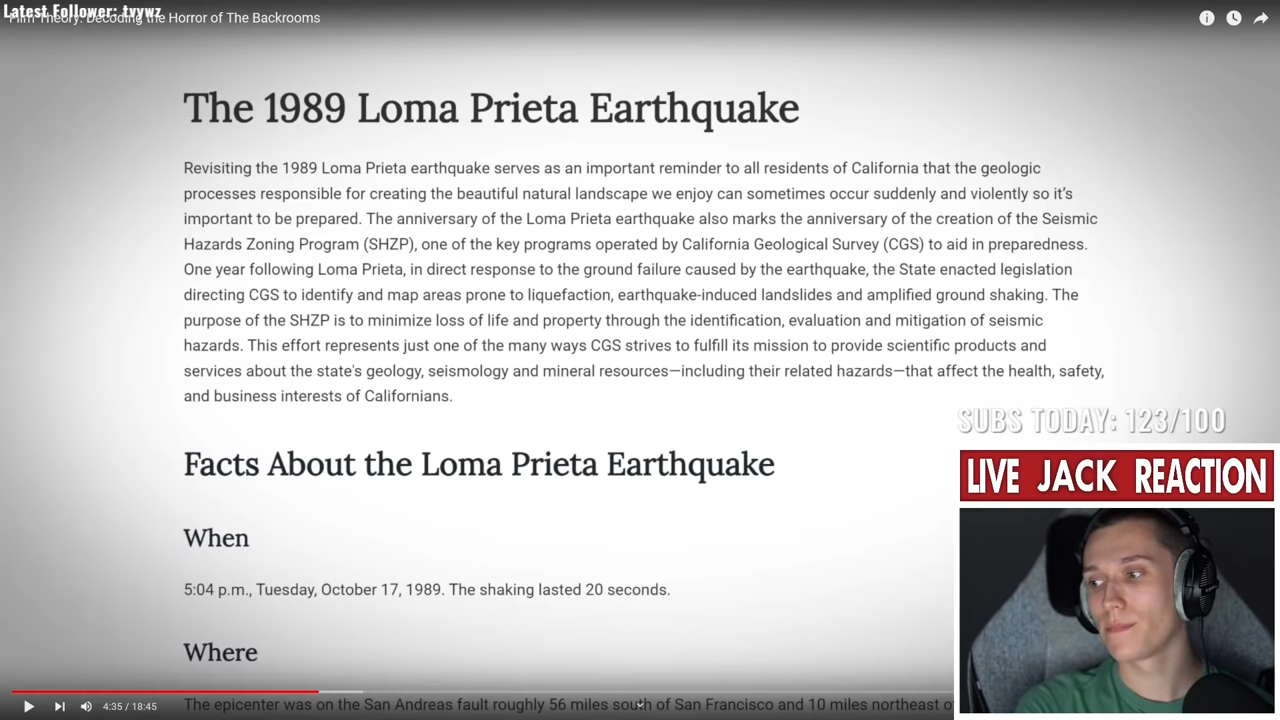 Latest Follower: tvywz
Film Theory: Decoding the Horror of The Backrooms
The 1989 Loma Prieta Earthquake
Revisiting the 1989 Loma Prieta earthquake serves as an important reminder to all residents of California that the geologic
processes responsible for creating the beautiful natural landscape we enjoy can sometimes occur suddenly and violently so it's
important to be prepared. The anniversary of the Loma Prieta earthquake also marks the anniversary of the creation of the Seismic
Hazards Zoning Program (SHZP), one of the key programs operated by California Geological Survey (CGS) to aid in preparedness.
One year following Loma Prieta, in direct response to the ground failure caused by the earthquake, the State enacted legislation
directing CGS to identify and map areas prone to liquefaction, earthquake-induced landslides and amplified ground shaking. The
purpose of the SHZP is to minimize loss of life and property through the identification, evaluation and mitigation of seismic
hazards. This effort represents just one of the many ways CGS strives to fulfill its mission to provide scientific products and
services about the state's geology, seismology and mineral resources—including their related hazards—that affect the health, safety,
and business interests of Californians.
SUBS TODAY: 123/100
Facts About the Loma Prieta Earthquake
LIVE JACK REACTION
When
5:04 p.m., Tuesday, October 17, 1989. The shaking lasted 20 seconds.
Where
The epicenter was on the San Andreas fault roughly 56 miles south of San Francisco and 10 miles northeast o
4:35 / 18:45